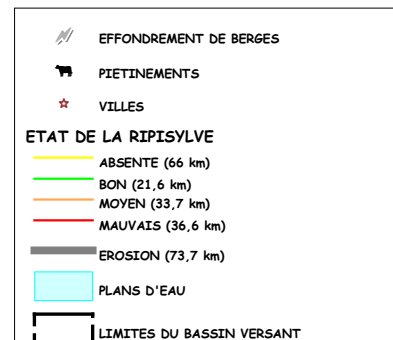 EFFONDREMENT DE BERGES
PIETINEMENTS
VILLES
ETAT DE LA RIPISYLVE
ABSENTE (66 km)
BON (21,6 km)
MOYEN (33,7 km)
MAUVAIS (36,6 km)
EROSION (73,7 km)
PLANS D'EAU
LIMITES DU BASSIN VERSANT